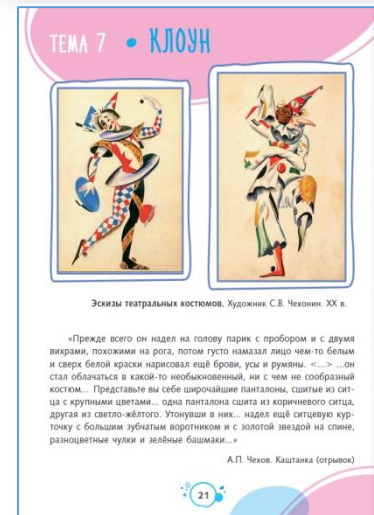 ТЕМА 7 • КЛОУН
Эскизы театральных костюмов. Художник С.В. Чехонин. XX в.
«Прежде всего он надел на голову парик с пробором и с двумя
вихрами, похожими на рога, потом густо намазал лицо чем-то белым
и сверх белой краски нарисовал ещё брови, усы и румяны. <...> ...он
стал облачаться в какой-то необыкновенный, ни с чем не сообразный
костюм... Представьте вы себе широчайшие панталоны, сшитые из сит-
ца с крупными цветами... одна панталона сшита из коричневого ситца,
другая из светло-жёлтого. Утонувши в них... надел ещё ситцевую кур-
точку с большим зубчатым воротником и с золотой звездой на спине,
разноцветные чулки и зелёные башмаки...»
А.П. Чехов. Каштанка (отрывок)
21